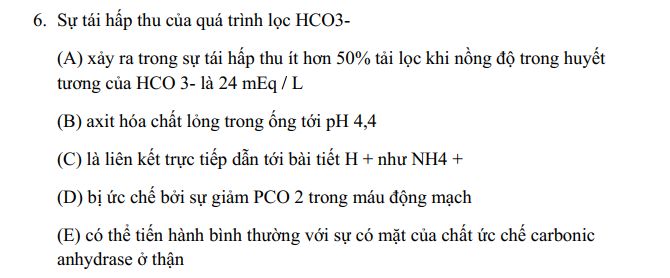 6. Sự tái hấp thu của quá trình lọc HCO3-
(A) xảy ra trong sự tái hấp thu ít hơn 50% tải lọc khi nồng độ trong huyết
tương của HCO 3- là 24 mEq / L
(B) axit hóa chất lỏng trong ống tới pH 4,4
(C) là liên kết trực tiếp dẫn tới bài tiết H + như NH4 +
(D) bị ức chế bởi sự giảm PCO 2 trong máu động mạch
(E) có thể tiến hành bình thường với sự có mặt của chất ức chế carbonic
anhydrase ở thận